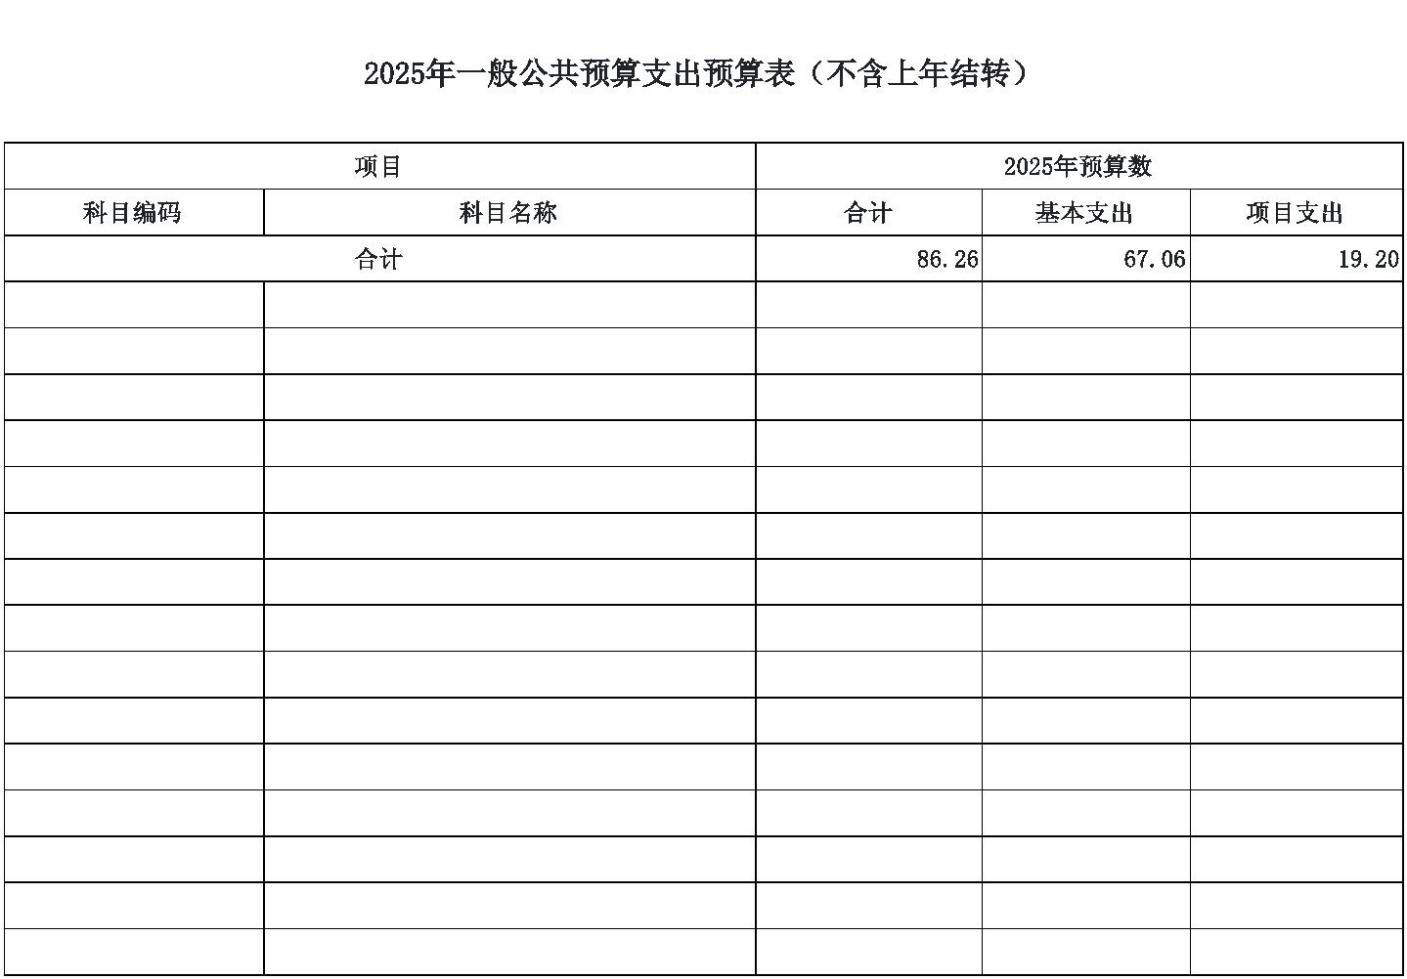 2025年一般公共预算支出预算表（不含上年结转）
项目 2025年预算数
科目编码 科目名称 合计 基本支出 项目支出
合计 86.26 67.06 19.20